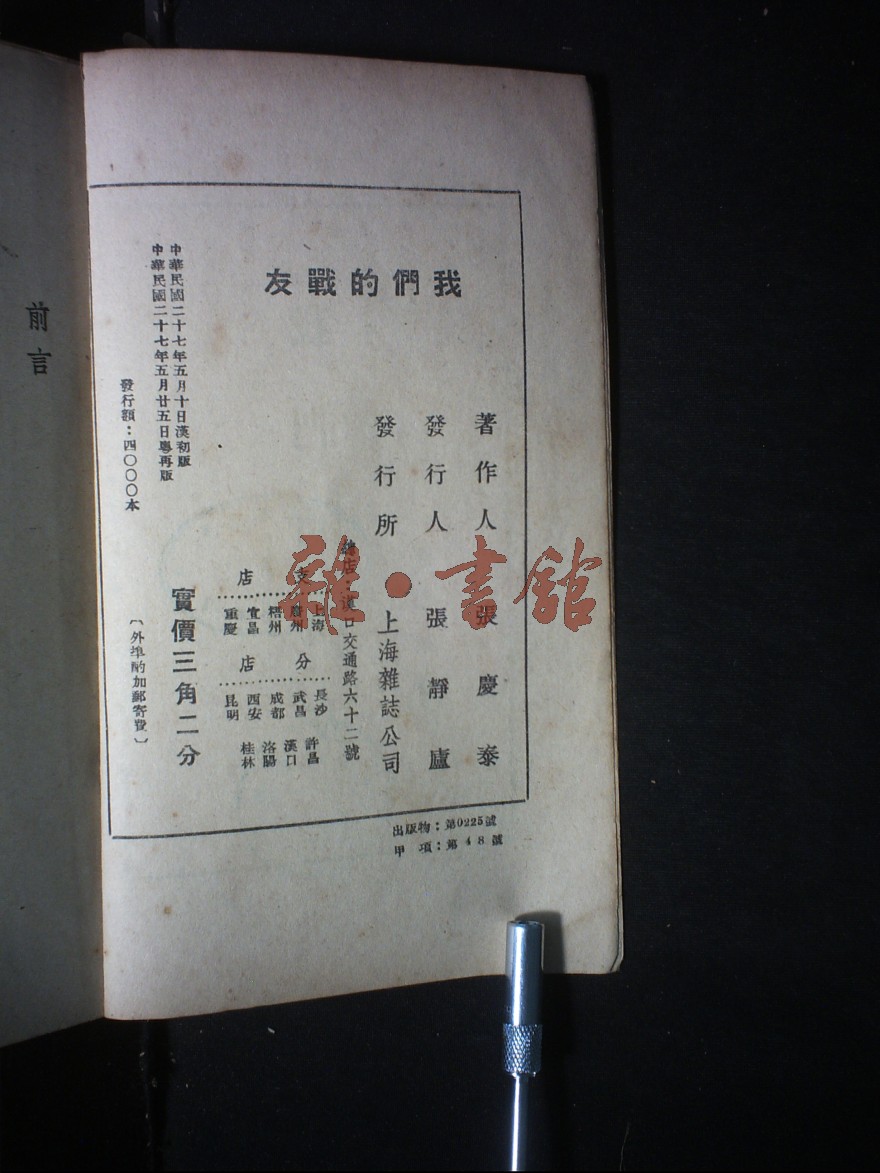 我們的戰友
著作人 張慶泰
發行人 張靜廬
發行所 上海雜誌公司
總店：漢口交通路六十二號
支店
上海
廣州
梧州
宜昌
重慶
分店
長沙 許昌
武昌 漢口
成都 洛陽
西安 桂林
昆明
實價三角二分
〔外埠酌加郵寄費〕
中華民國二十七年五月十日漢初版
中華民國二十七年五月廿五日粵再版
發行額：四〇〇〇本
出版物：第0225號
甲項：第48號
前言
雜·書館